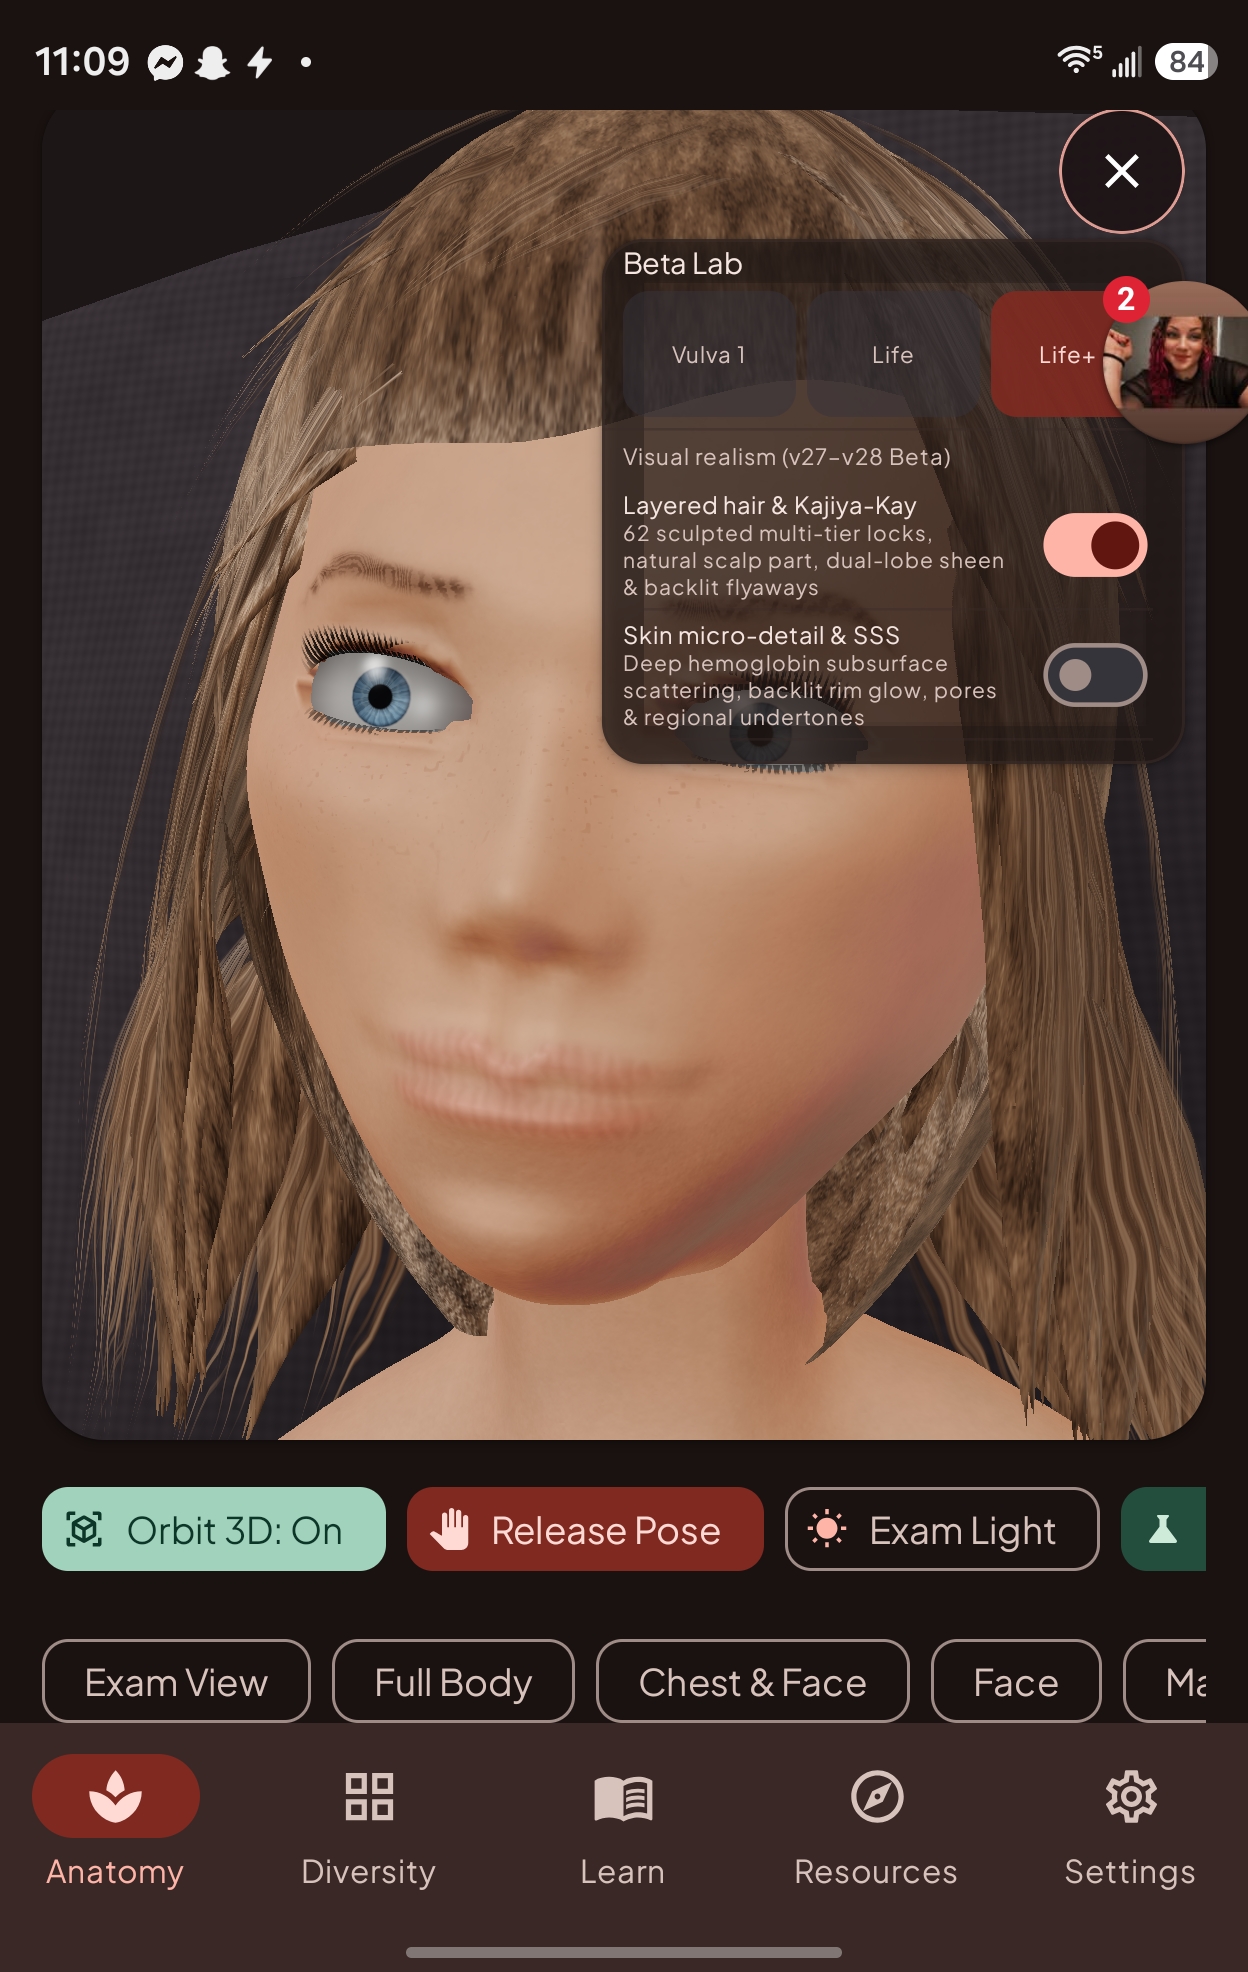 11:09
5
84
Beta Lab
2
Vulva 1
Life
Life+
Visual realism (v27–v28 Beta)
Layered hair & Kajiya-Kay
62 sculpted multi-tier locks,
natural scalp part, dual-lobe sheen
& backlit flyaways
Skin micro-detail & SSS
Deep hemoglobin subsurface
scattering, backlit rim glow, pores
& regional undertones
Orbit 3D: On
Release Pose
Exam Light
Exam View
Full Body
Chest & Face
Face
Ma
Anatomy
Diversity
Learn
Resources
Settings